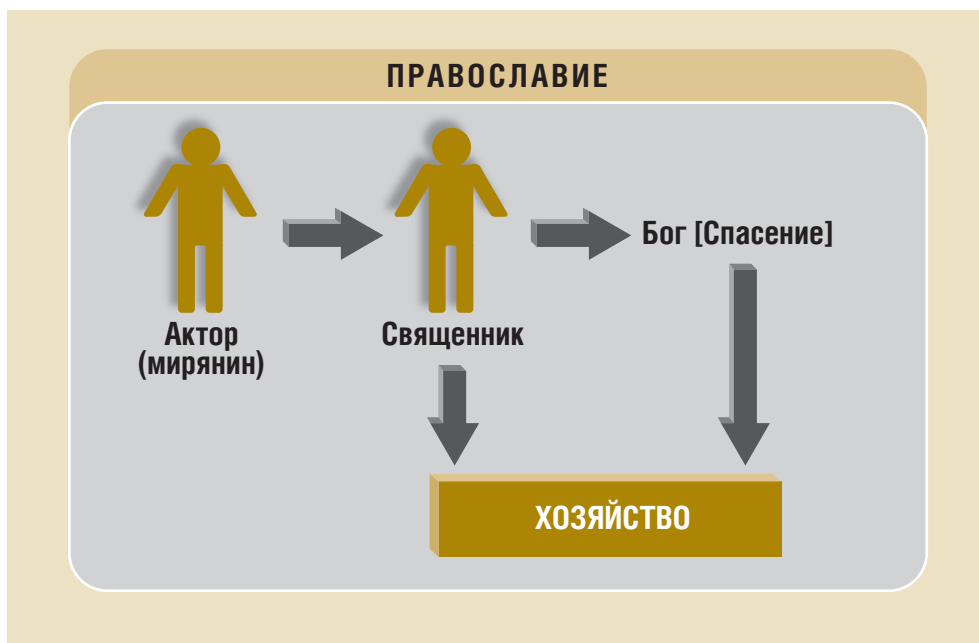 ПРАВОСЛАВИЕ
Бог [Спасение]
Актор
(мирянин)
Священник
ХОЗЯЙСТВО